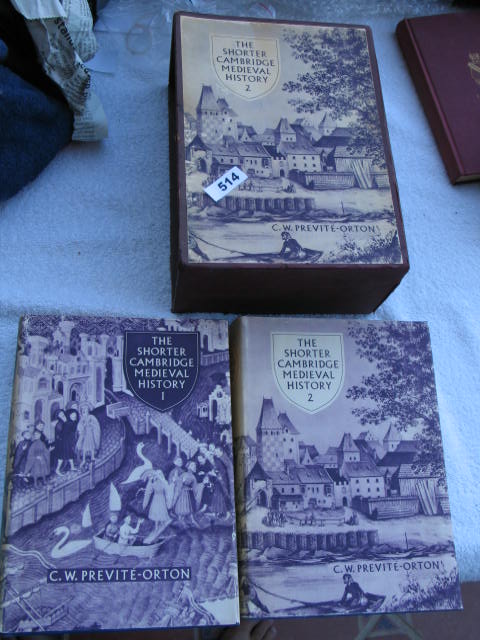 THE
SHORTER
CAMBRIDGE
MEDIEVAL
HISTORY
2
514
C. W. PREVITÉ-ORTON
THE
SHORTER
CAMBRIDGE
MEDIEVAL
HISTORY
1
C. W. PREVITÉ-ORTON
THE
SHORTER
CAMBRIDGE
MEDIEVAL
HISTORY
2
C. W. PREVITÉ-ORTON